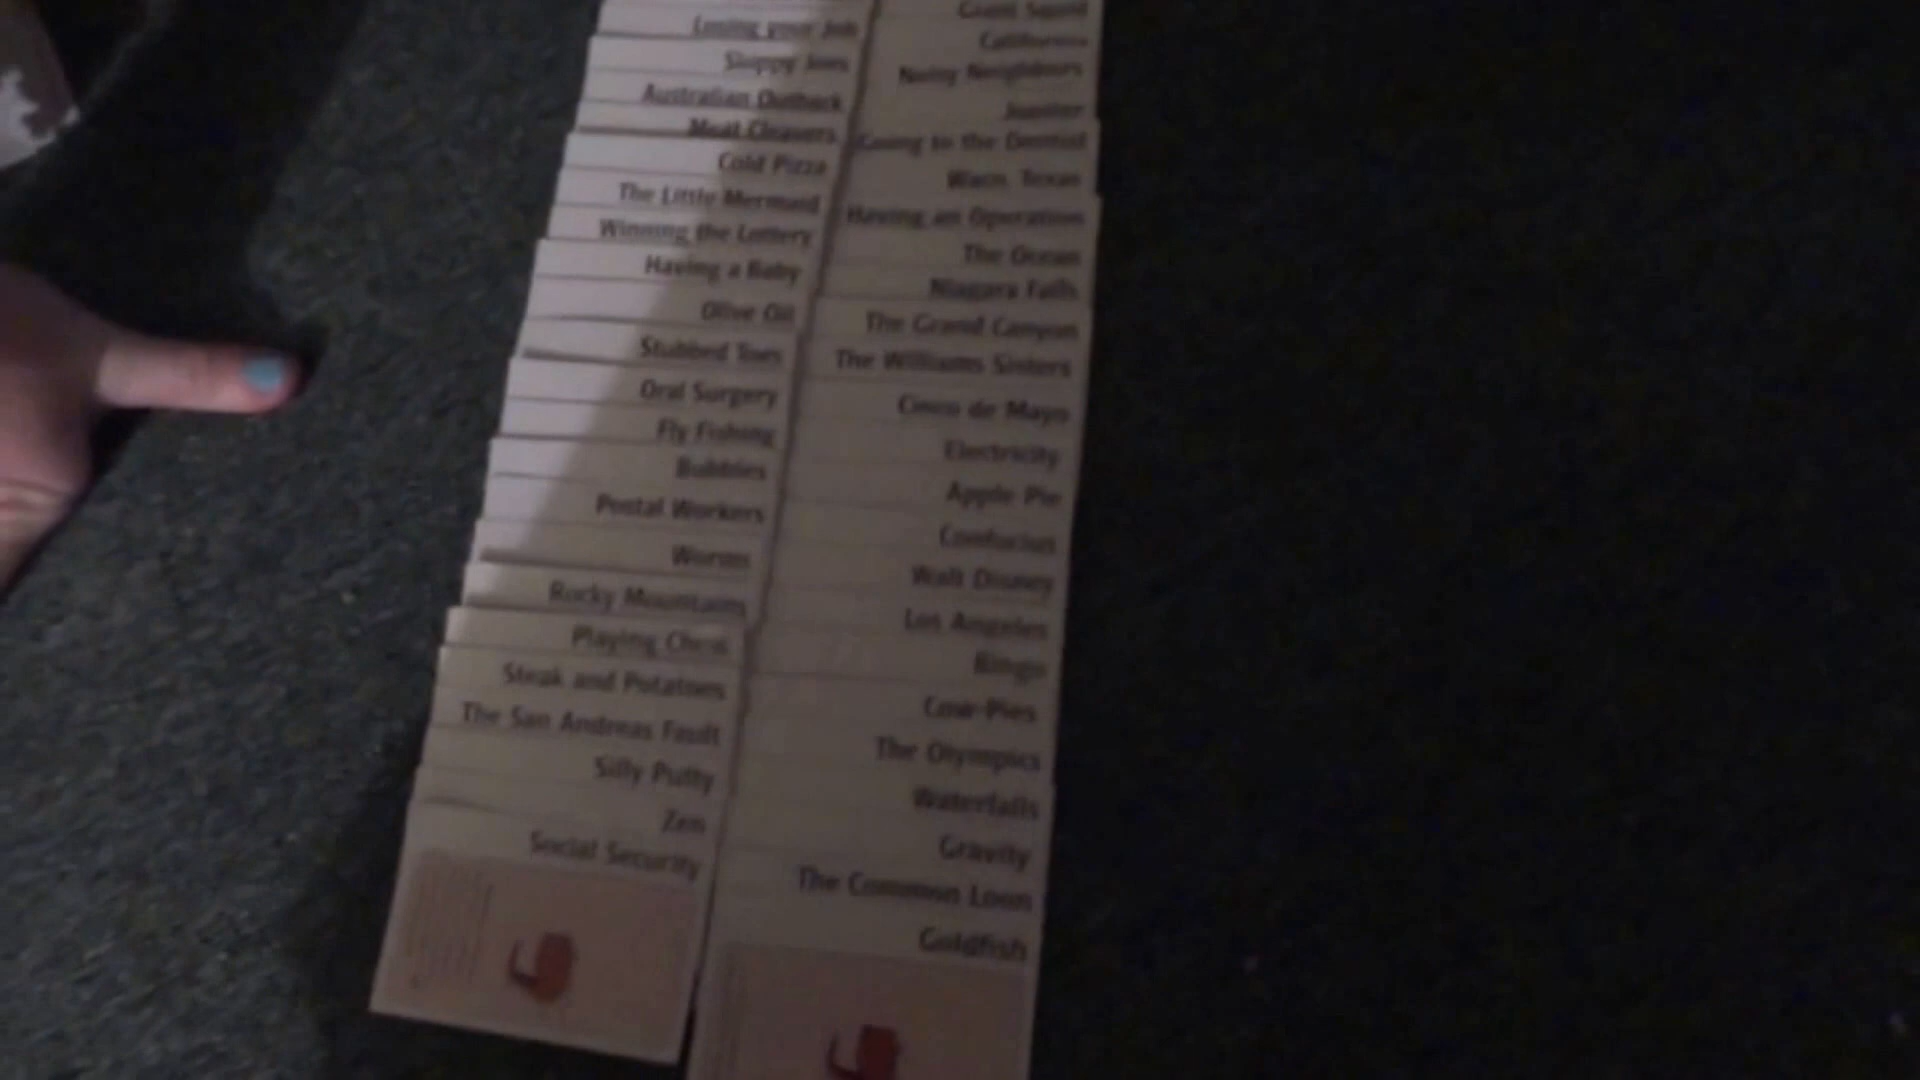 Losing your Job
Sloppy Joes
Australian Outback
Meat Cleavers
Cold Pizza
The Little Mermaid
Winning the Lottery
Having a Baby
Olive Oil
Stubbed Toes
Oral Surgery
Fly Fishing
Bubbles
Postal Workers
Worms
Rocky Mountains
Playing Chess
Steak and Potatoes
The San Andreas Fault
Silly Putty
Zen
Social Security
Giant Squid
California
Noisy Neighbors
Going to the Dentist
Waco, Texas
Having an Operation
The Ocean
Niagara Falls
The Grand Canyon
The Williams Sisters
Cinco de Mayo
Electricity
Apple Pie
Confucius
Walt Disney
Los Angeles
Bingo
Cow-Pies
The Olympics
Waterfalls
Gravity
The Common Loon
Goldfish